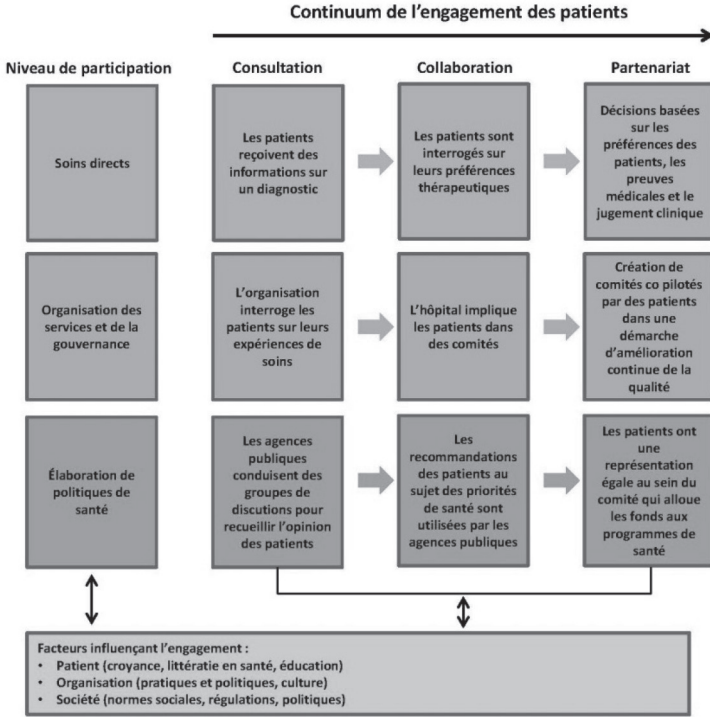 Continuum de l'engagement des patients
Niveau de participation
Consultation
Collaboration
Partenariat
Soins directs
Les patients
reçoivent des
informations sur
un diagnostic
Les patients sont
interrogés sur
leurs préférences
thérapeutiques
Décisions basées
sur les
préférences des
patients, les
preuves
médicales et le
jugement clinique
Organisation des
services et de la
gouvernance
L'organisation
interroge les
patients sur leurs
expériences de
soins
L'hôpital implique
les patients dans
des comités
Création de
comités co pilotés
par des patients
dans une
démarche
d'amélioration
continue de la
qualité
Élaboration de
politiques de
santé
Les agences
publiques
conduisent des
groupes de
discutions pour
recueillir l'opinion
des patients
Les
recommandations
des patients au
sujet des priorités
de santé sont
utilisées par les
agences publiques
Les patients ont
une
représentation
égale au sein du
comité qui alloue
les fonds aux
programmes de
santé
Facteurs influençant l'engagement :
• Patient (croyance, littératie en santé, éducation)
• Organisation (pratiques et politiques, culture)
• Société (normes sociales, régulations, politiques)